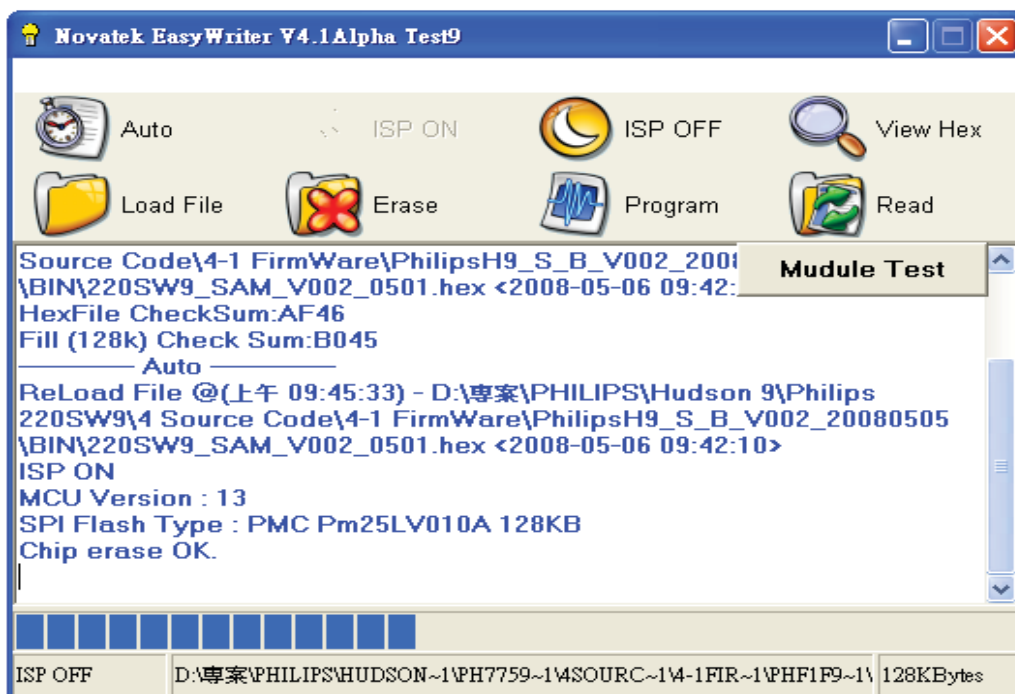 Novatek EasyWriter V4.1Alpha Test9
Auto
ISP ON
ISP OFF
View Hex
Load File
Erase
Program
Read
Source Code\4-1 FirmWare\PhilipsH9_S_B_V002_2008
Mudule Test
\BIN\220SW9_SAM_V002_0501.hex <2008-05-06 09:42:
HexFile CheckSum:AF46
Fill (128k) Check Sum:B045
———— Auto ————
ReLoad File @(上午 09:45:33) - D:\專案\PHILIPS\Hudson 9\Philips
220SW9\4 Source Code\4-1 FirmWare\PhilipsH9_S_B_V002_20080505
\BIN\220SW9_SAM_V002_0501.hex <2008-05-06 09:42:10>
ISP ON
MCU Version : 13
SPI Flash Type : PMC Pm25LV010A 128KB
Chip erase OK.
ISP OFF
D:\專案\PHILIPS\HUDSON~1\PH7759~1\4SOURC~1\4-1FIR~1\PHF1F9~1\
128KBytes